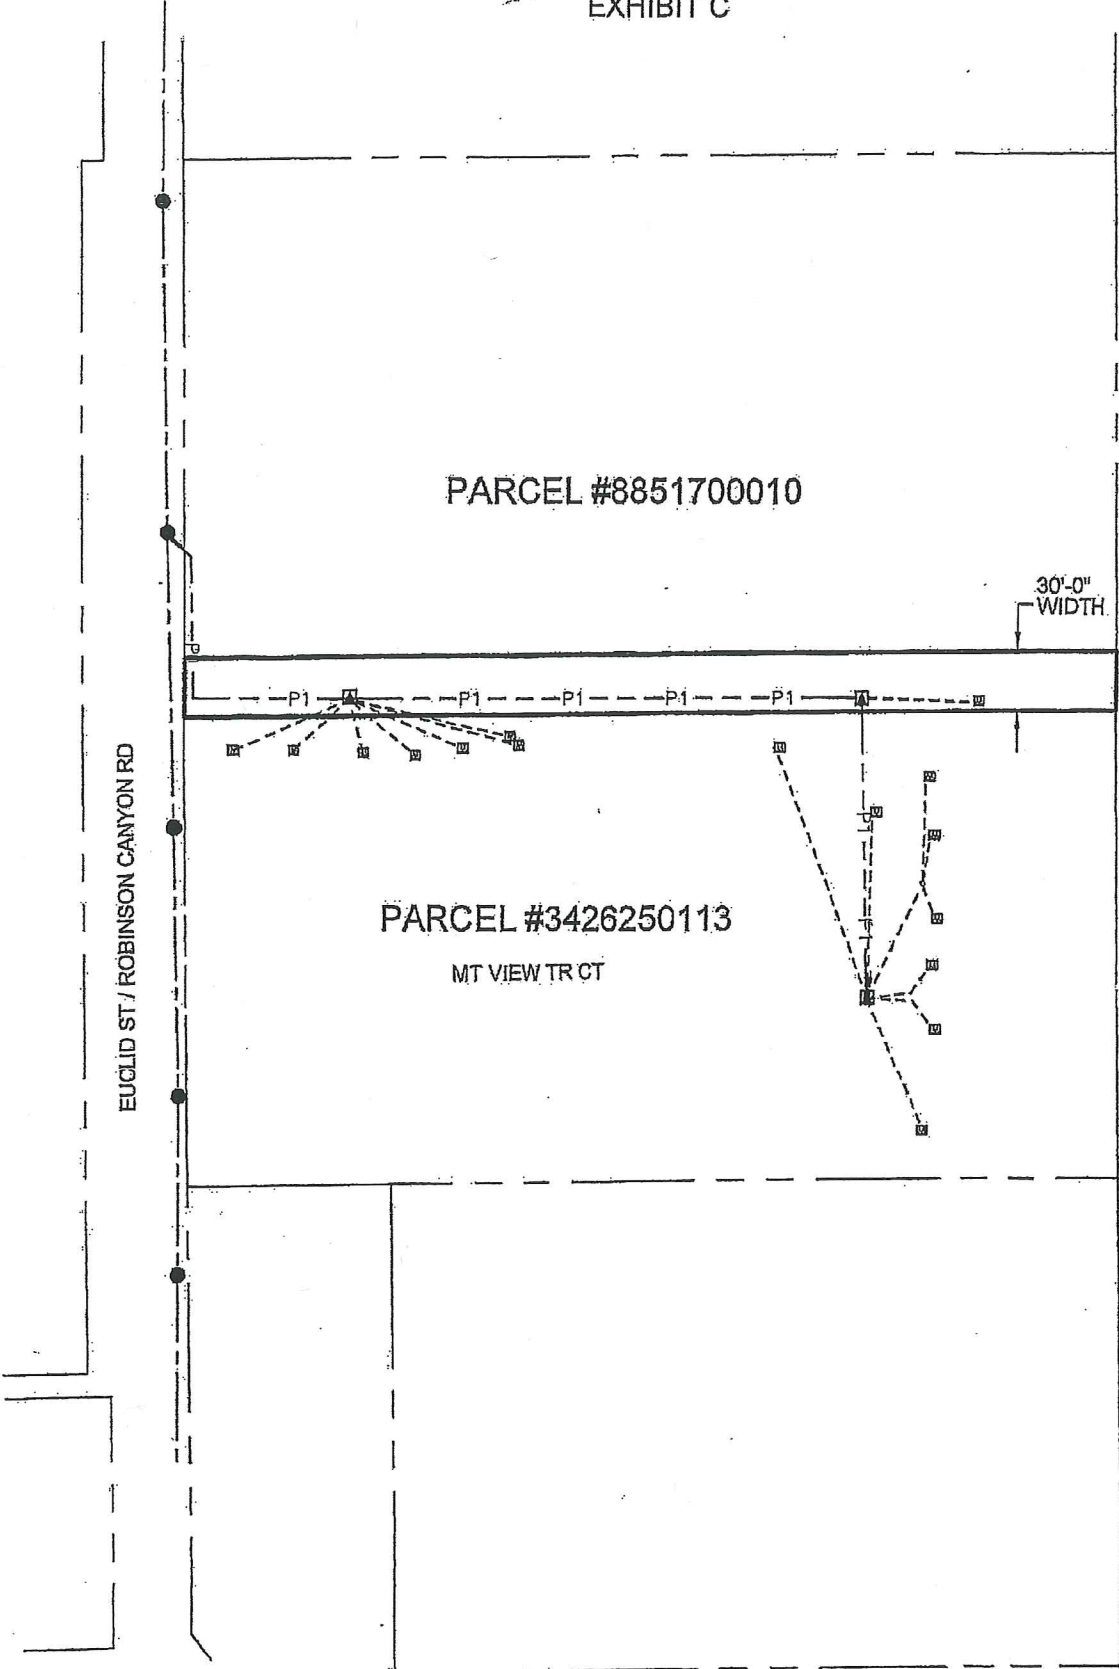 EXHIBIT C
PARCEL #8851700010
30'-0"
WIDTH
P1
P1
P1
P1
P1
EUCLID ST / ROBINSON CANYON RD
PARCEL #3426250113
MT VIEW TR CT